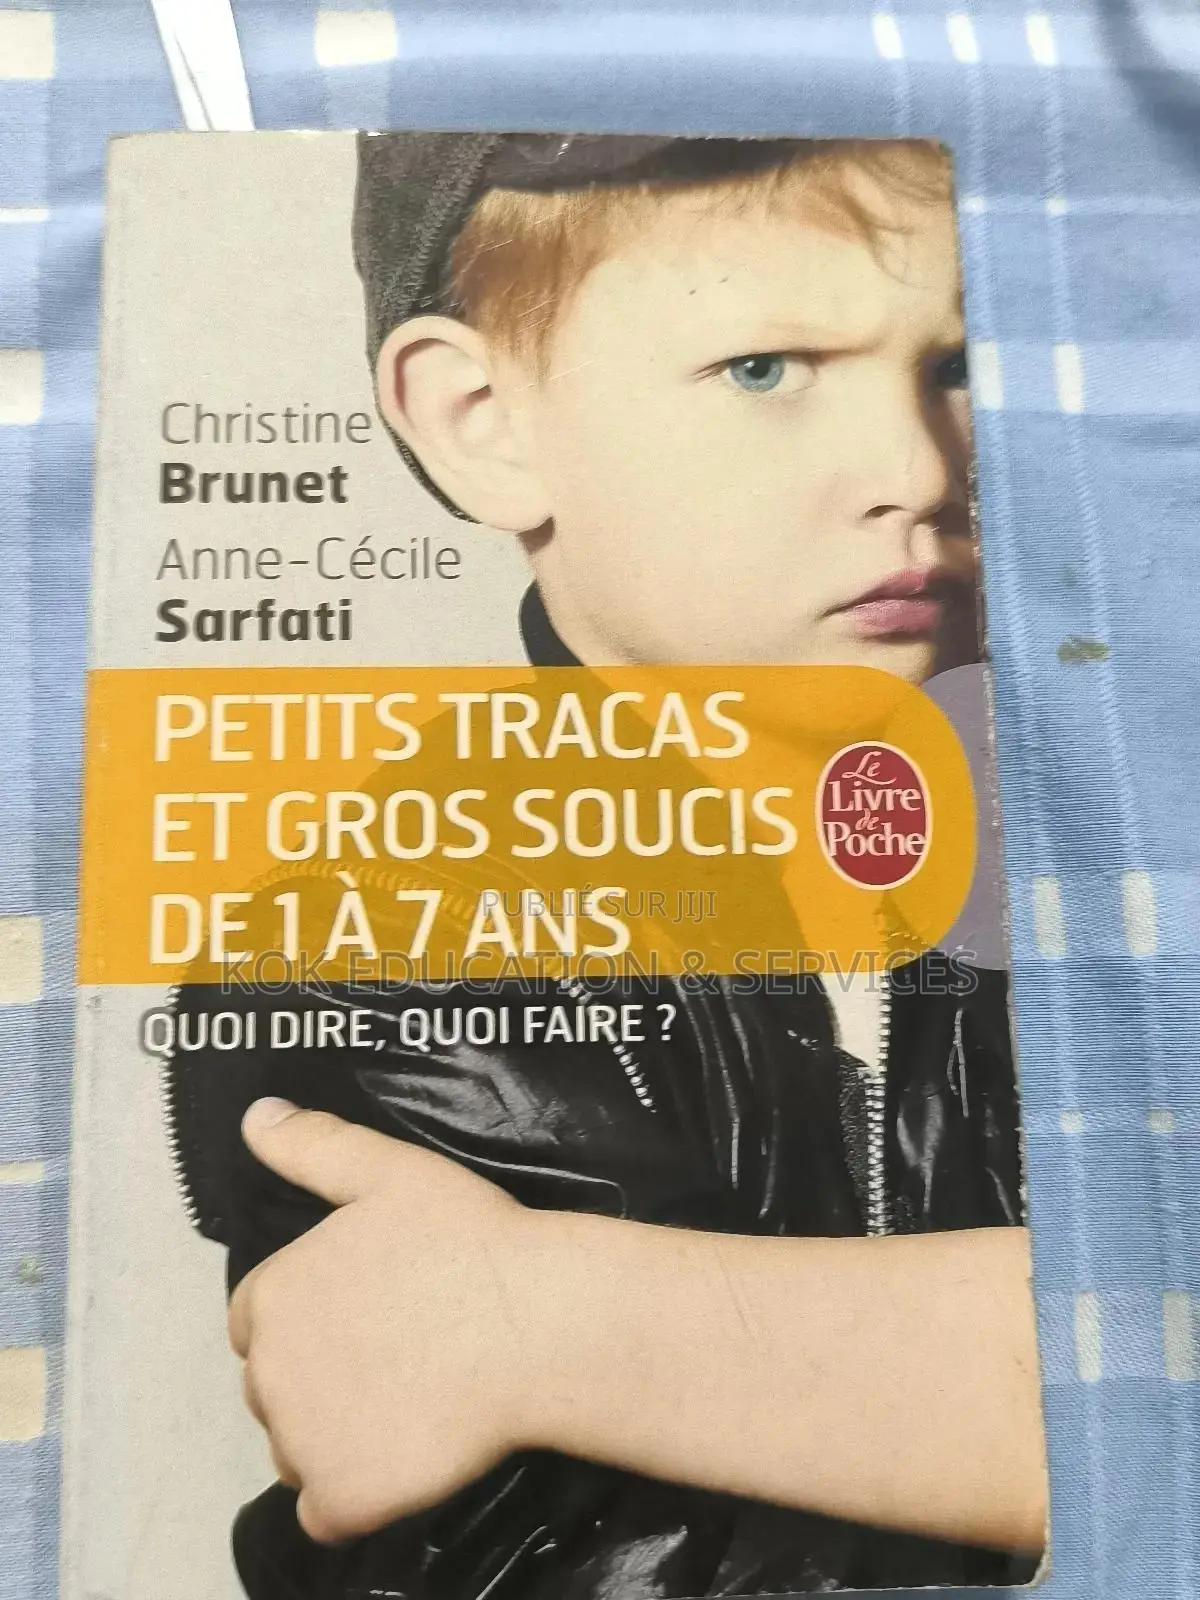 Christine
Brunet
Anne-Cécile
Sarfati
PETITS TRACAS
ET GROS SOUCIS
DE 1 À 7 ANS
Le
Livre
de
Poche
PUBLIÉ SUR JIJI
KOK EDUCATION & SERVICES
QUOI DIRE, QUOI FAIRE ?